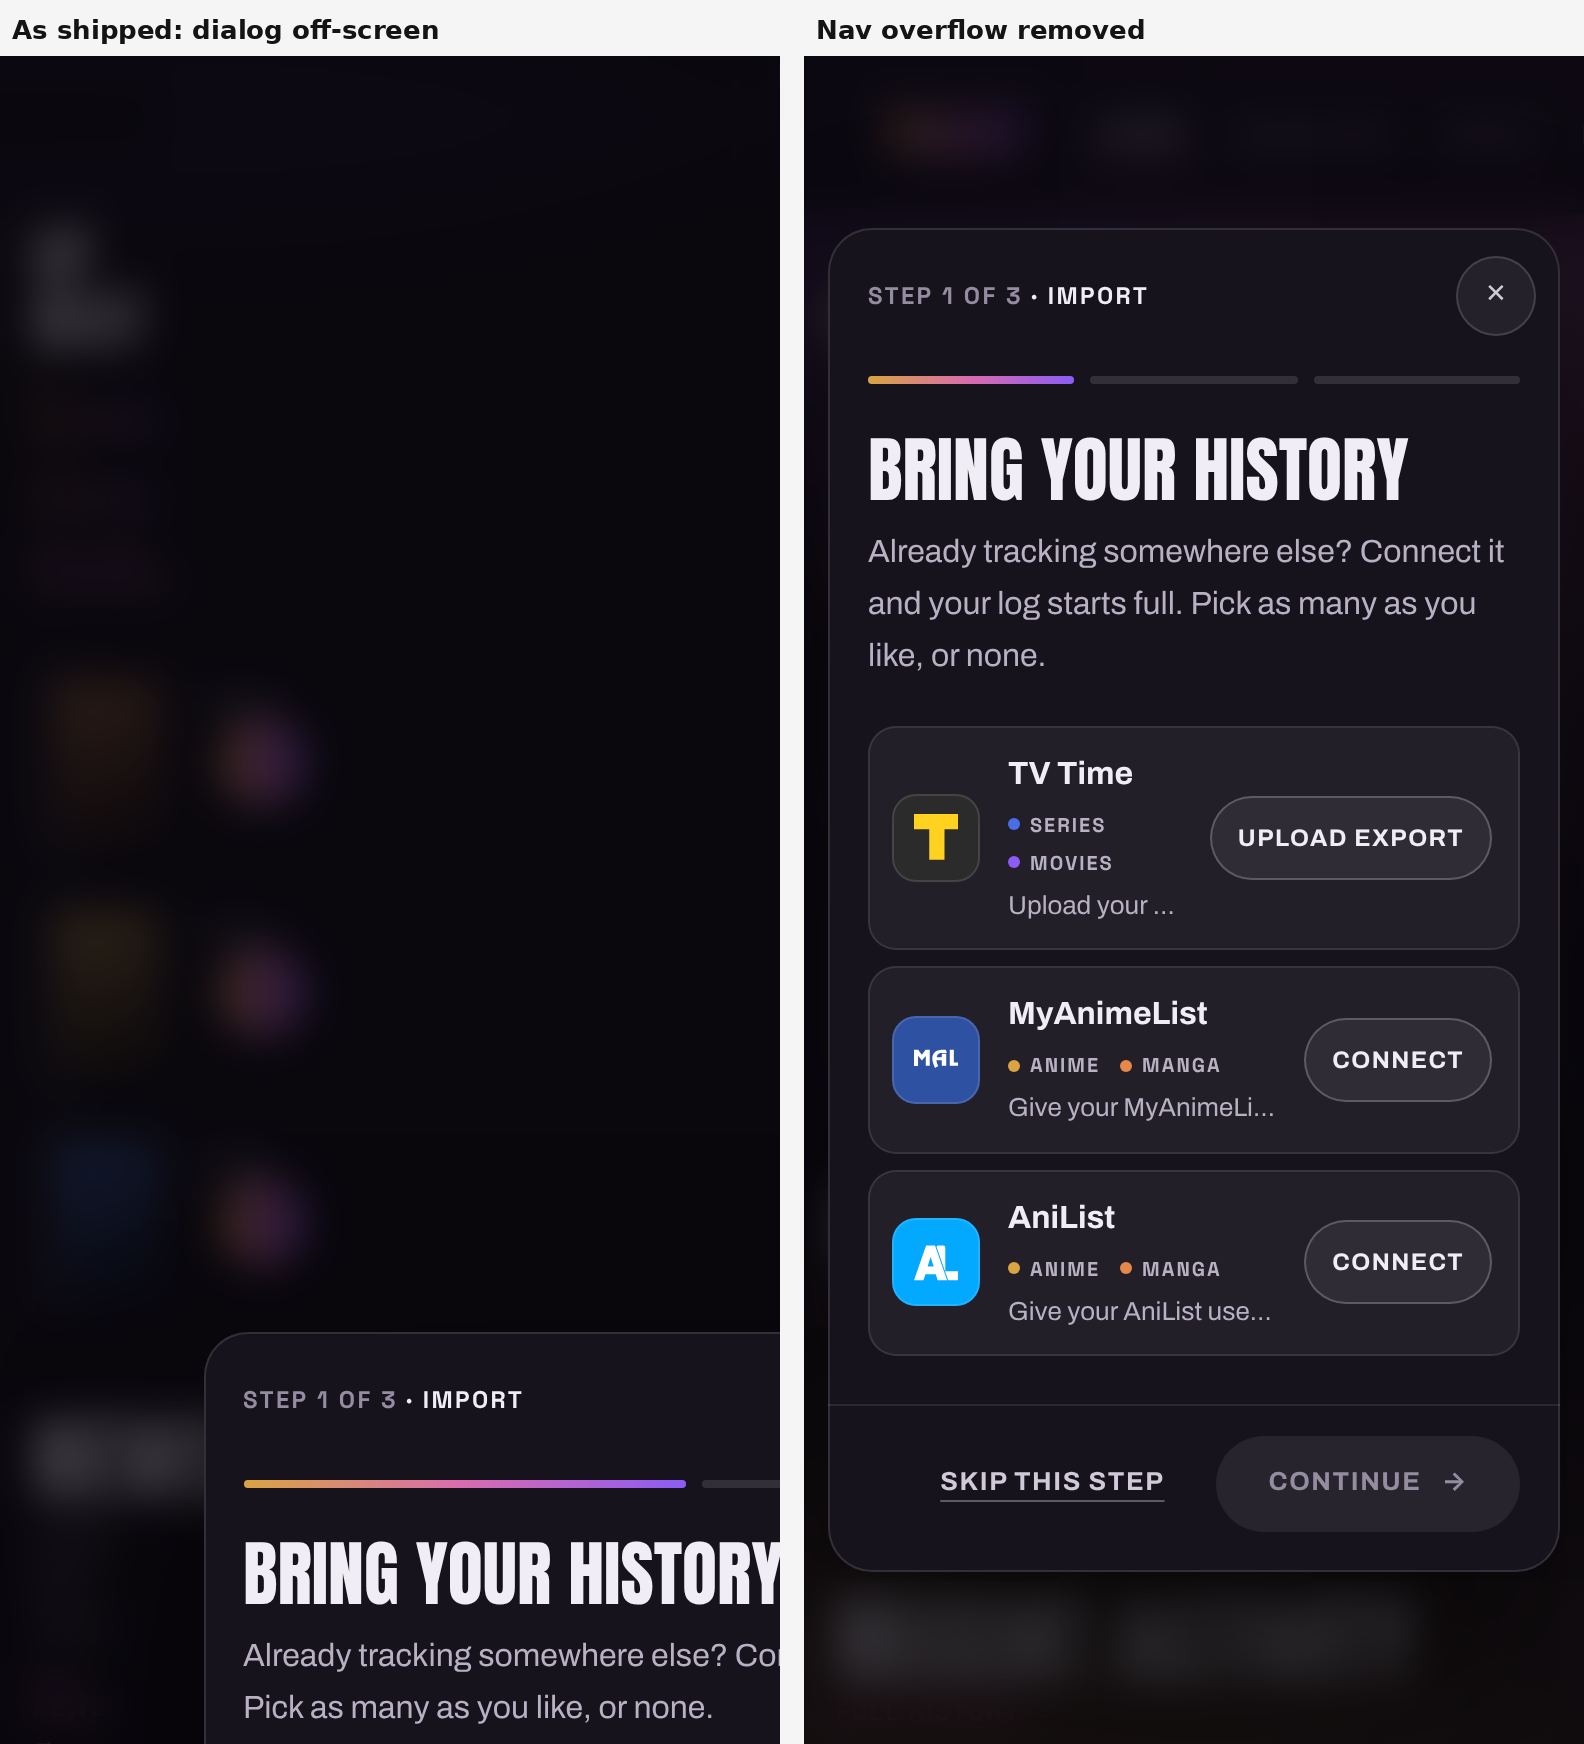 As shipped: dialog off-screen
STEP 1 OF 3 · IMPORT
BRING YOUR HISTORY
Already tracking somewhere else?
Pick as many as you like, or none.
Nav overflow removed
STEP 1 OF 3 · IMPORT
×
BRING YOUR HISTORY
Already tracking somewhere else? Connect it
and your log starts full. Pick as many as you
like, or none.
T
TV Time
SERIES
MOVIES
Upload your ...
UPLOAD EXPORT
MAL
MyAnimeList
ANIME MANGA
Give your MyAnimeLi...
CONNECT
AL
AniList
ANIME MANGA
Give your AniList use...
CONNECT
SKIP THIS STEP
CONTINUE →